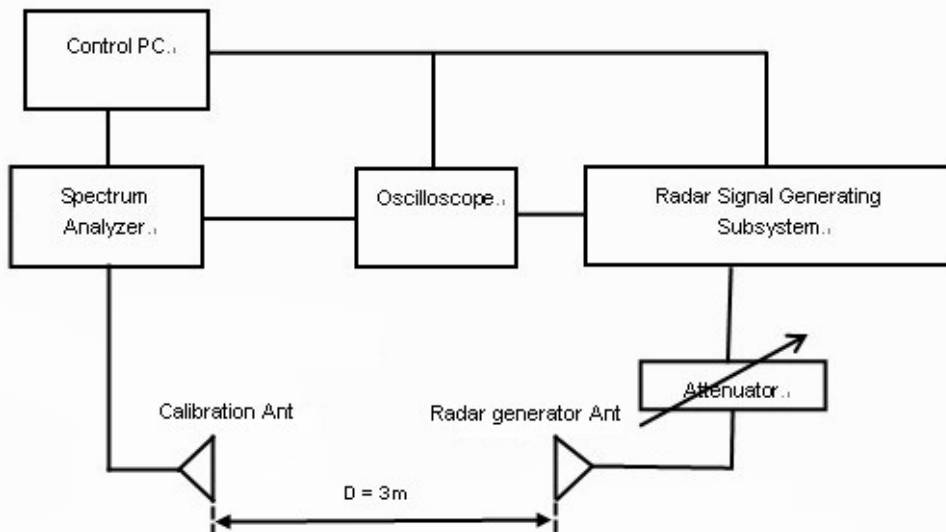 Control PC
Spectrum
Analyzer
Oscilloscope
Radar Signal Generating
Subsystem
Attenuator
Calibration Ant
Radar generator Ant
D = 3m